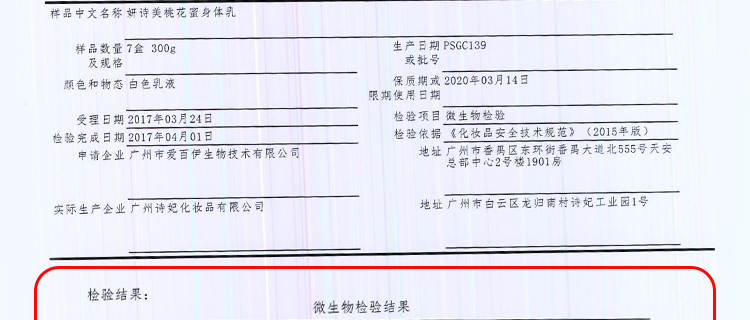 样品中文名称 妍诗美桃花蜜身体乳
样品数量 7盒 300g
及规格
生产日期 PSGC139
或批号
颜色和物态 白色乳液
保质期或 2020年03月14日
限期使用日期
受理日期 2017年03月24日
检验项目 微生物检验
检验完成日期 2017年04月01日
检验依据 《化妆品安全技术规范》(2015年版)
申请企业 广州市爱百伊生物技术有限公司
地址 广州市番禺区东环街番禺大道北555号天安
总部中心2号楼1901房
实际生产企业 广州诗妃化妆品有限公司
地址 广州市白云区龙归南村诗妃工业园1号
检验结果：
微生物检验结果